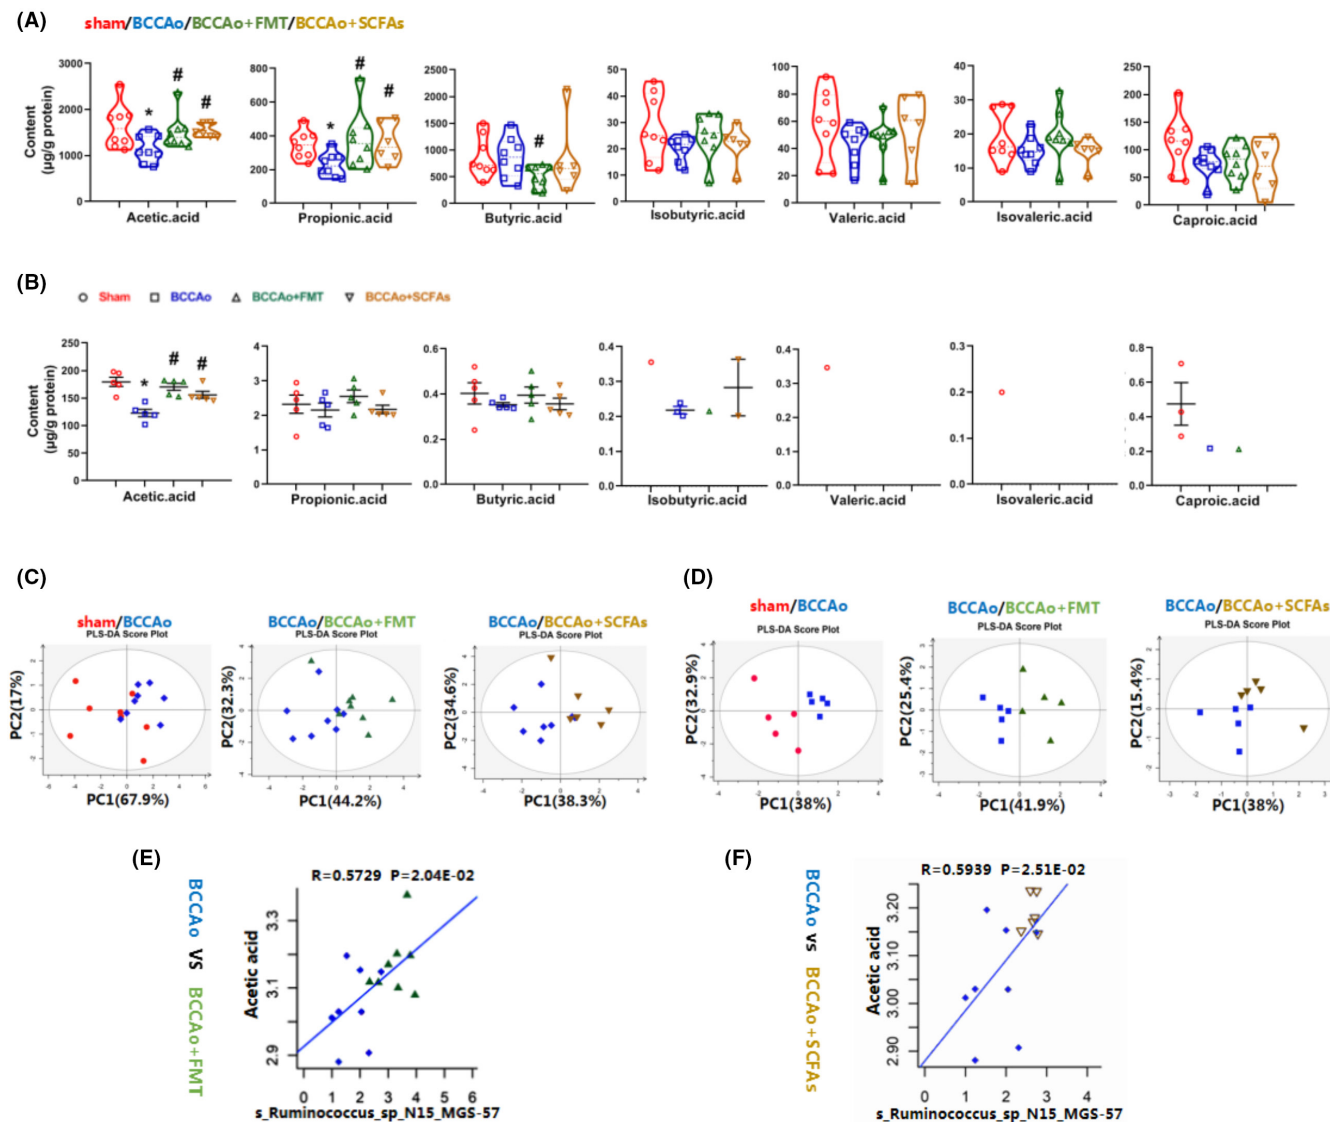 (A)
sham/BCCAo/BCCAo+FMT/BCCAo+SCFAs
Content
(μg/g protein)
3000
2000
1000
0
*
#
#
Acetic.acid
800
600
400
200
0
*
#
#
Propionic.acid
2500
2000
1500
1000
500
0
#
Butyric.acid
50
40
30
20
10
0
Isobutyric.acid
100
80
60
40
20
0
Valeric.acid
40
30
20
10
0
Isovaleric.acid
250
200
150
100
50
0
Caproic.acid
(B)
Sham BCCAo BCCAo+FMT BCCAo+SCFAs
Content
(μg/g protein)
250
200
150
100
50
0
*
#
#
Acetic.acid
4
3
2
1
0
Propionic.acid
0.6
0.4
0.2
0.0
Butyric.acid
0.4
0.3
0.2
0.1
0.0
Isobutyric.acid
0.4
0.3
0.2
0.1
0.0
Valeric.acid
0.3
0.2
0.1
0.0
Isovaleric.acid
0.8
0.6
0.4
0.2
0.0
Caproic.acid
(C)
sham/BCCAo
PLS-DA Score Plot
PC2(17%)
PC1(67.9%)
BCCAo/BCCAo+FMT
PLS-DA Score Plot
PC2(32.3%)
PC1(44.2%)
BCCAo/BCCAo+SCFAs
PLS-DA Score Plot
PC2(34.6%)
PC1(38.3%)
(D)
sham/BCCAo
PLS-DA Score Plot
PC2(32.9%)
PC1(38%)
BCCAo/BCCAo+FMT
PLS-DA Score Plot
PC2(25.4%)
PC1(41.9%)
BCCAo/BCCAo+SCFAs
PLS-DA Score Plot
PC2(15.4%)
PC1(38%)
(E)
BCCAo VS BCCAo+FMT
R=0.5729 P=2.04E-02
Acetic acid
3.3
3.1
2.9
0 1 2 3 4 5 6
s_Ruminococcus_sp_N15_MGS-57
(F)
BCCAo vs BCCAo+SCFAs
R=0.5939 P=2.51E-02
Acetic acid
3.20
3.10
3.00
2.90
0 1 2 3 4
s_Ruminococcus_sp_N15_MGS-57